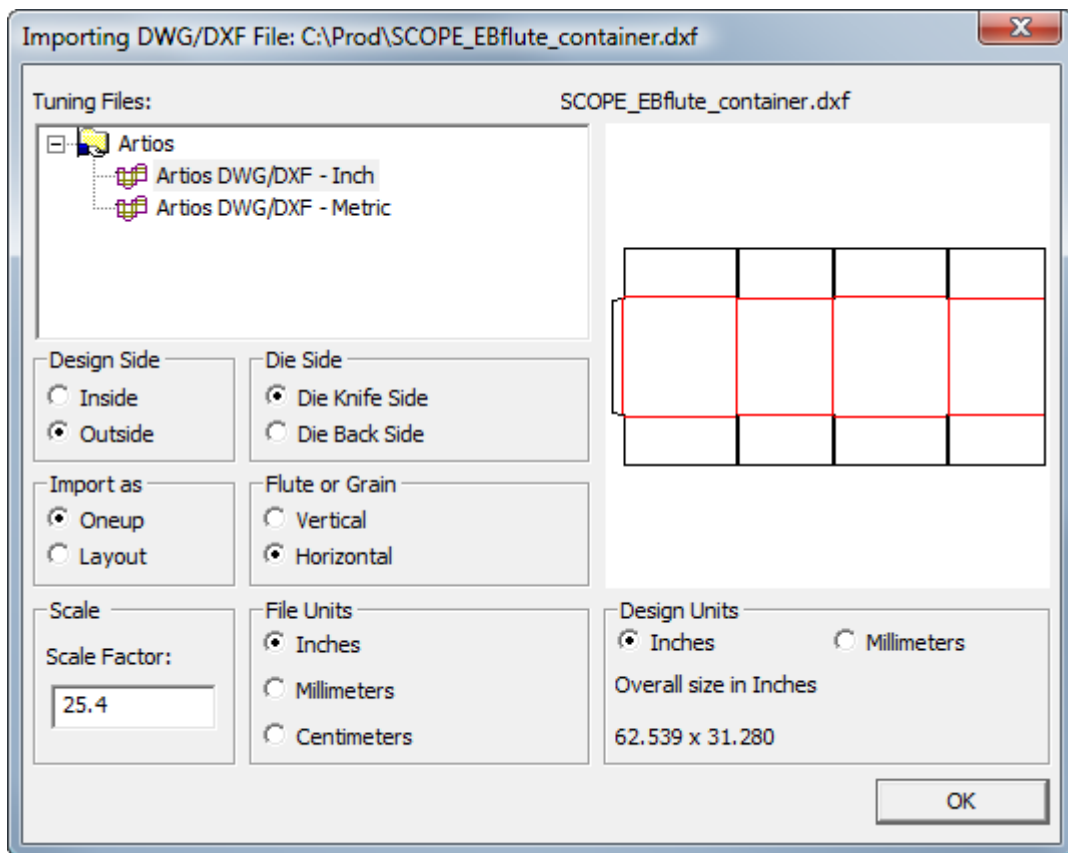 Importing DWG/DXF File: C:\Prod\SCOPE_EBflute_container.dxf
Tuning Files:
SCOPE_EBflute_container.dxf
Artios
Artios DWG/DXF - Inch
Artios DWG/DXF - Metric
Design Side
Inside
Outside
Die Side
Die Knife Side
Die Back Side
Import as
Oneup
Layout
Flute or Grain
Vertical
Horizontal
Scale
Scale Factor:
25.4
File Units
Inches
Millimeters
Centimeters
Design Units
Inches
Millimeters
Overall size in Inches
62.539 x 31.280
OK